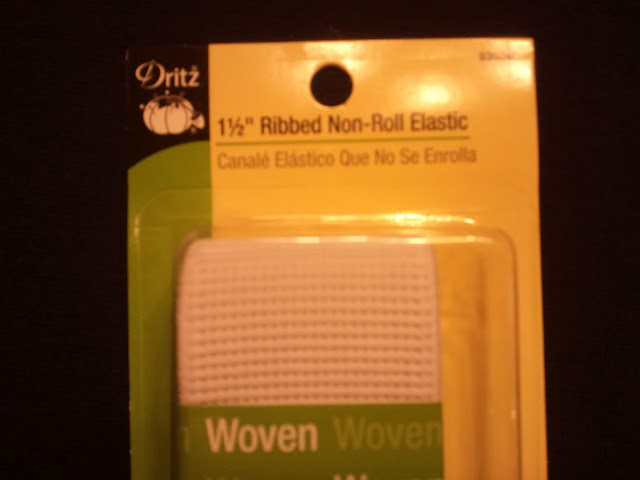 Dritz
1½" Ribbed Non-Roll Elastic
Canalé Elástico Que No Se Enrolla
Woven Woven